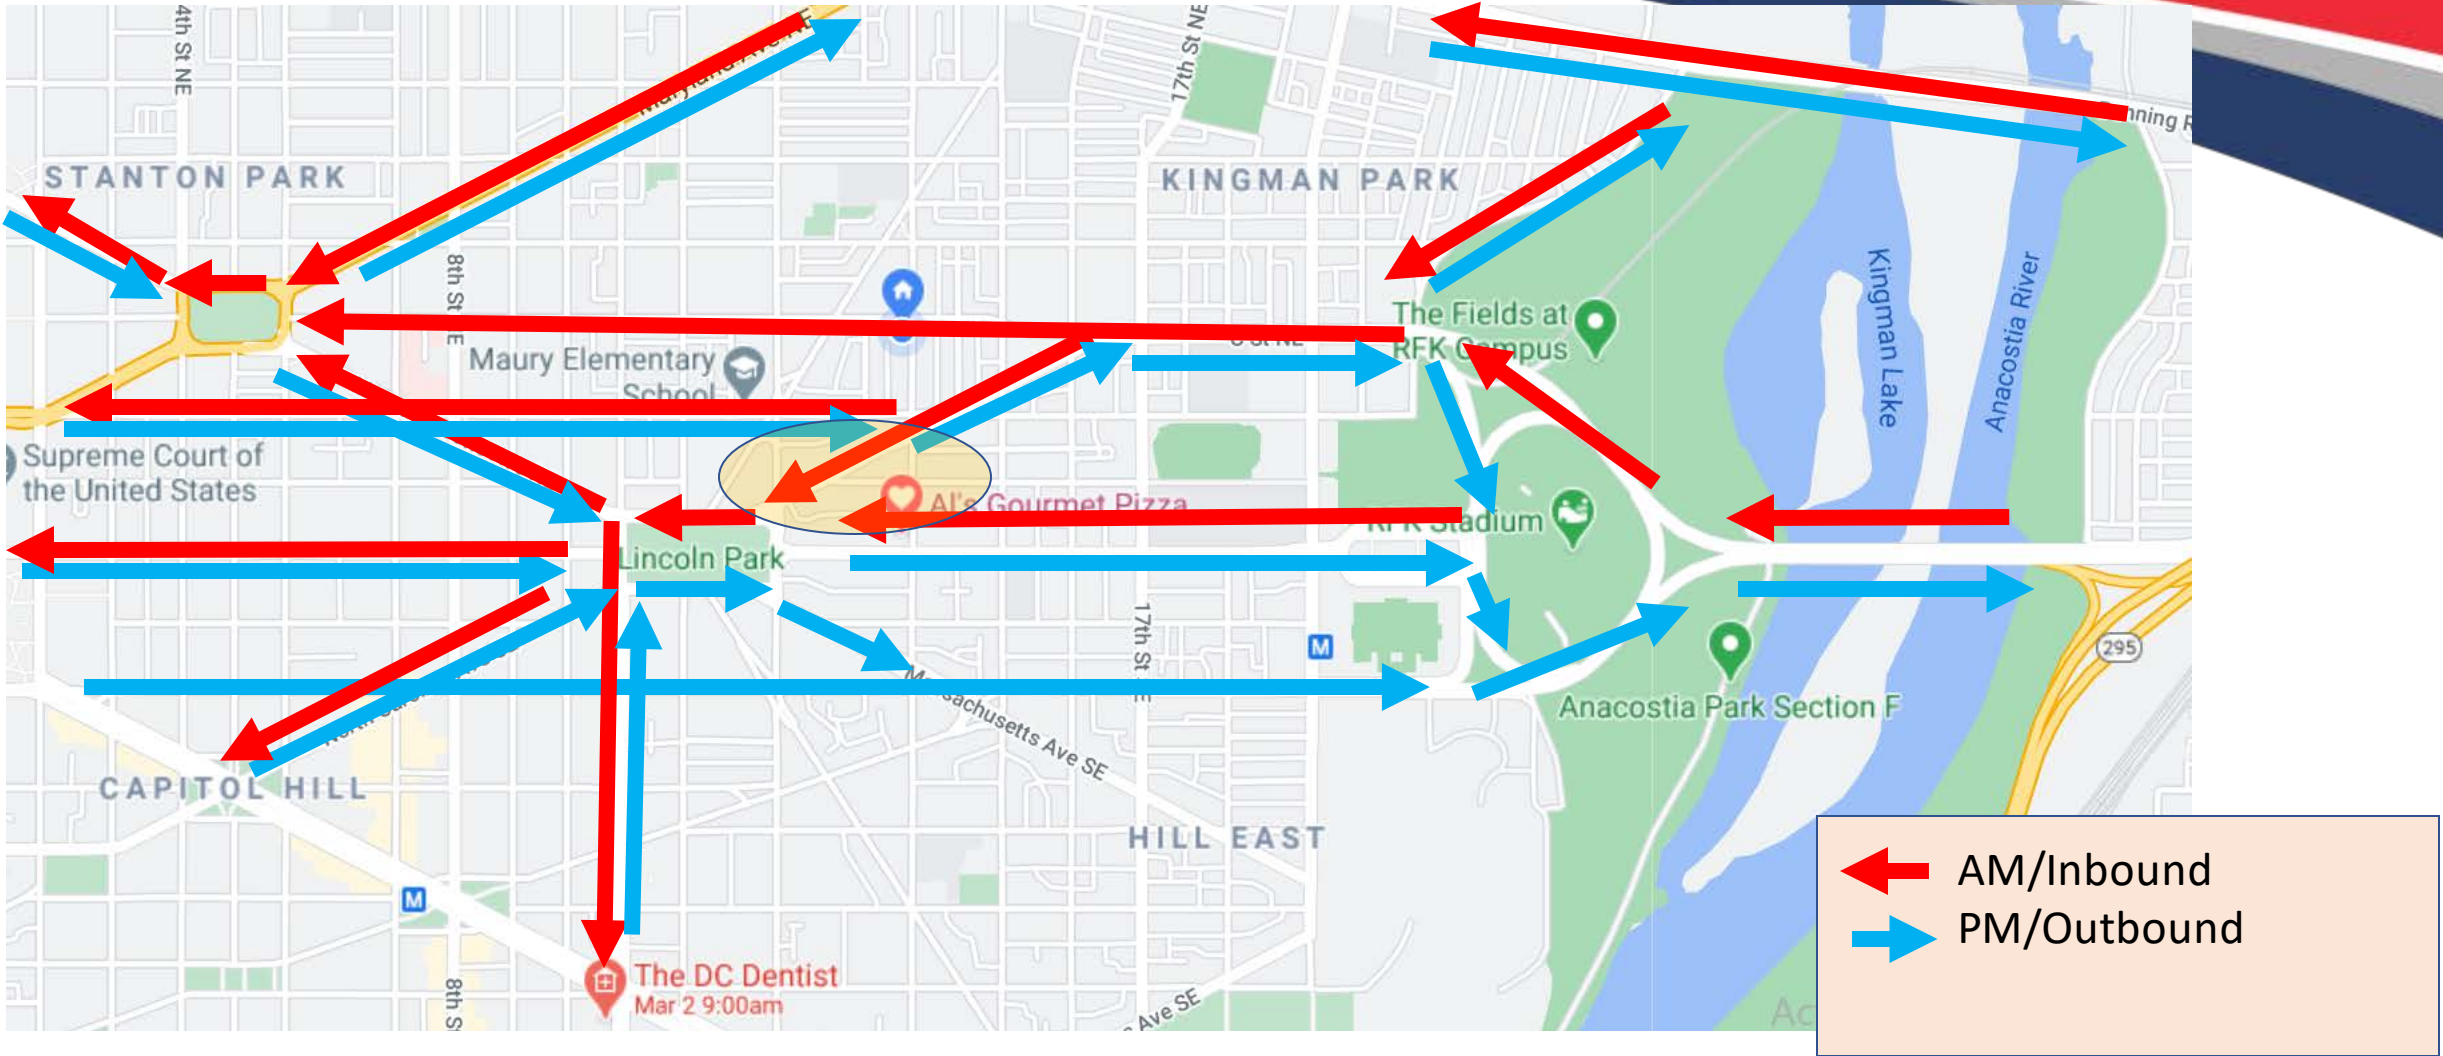 4th St NE
17th St NE
STANTON PARK
KINGMAN PARK
8th St
E
Maury Elementary
School
The Fields at
RFK Campus
Kingman Lake
Anacostia River
Supreme Court of
the United States
Al's Gourmet Pizza
RFK Stadium
Lincoln Park
17th St
E
M
295
Massachusetts Ave SE
Anacostia Park Section F
CAPITOL HILL
HILL EAST
M
The DC Dentist
Mar 2 9:00am
8th S
Ave SE
AM/Inbound
PM/Outbound